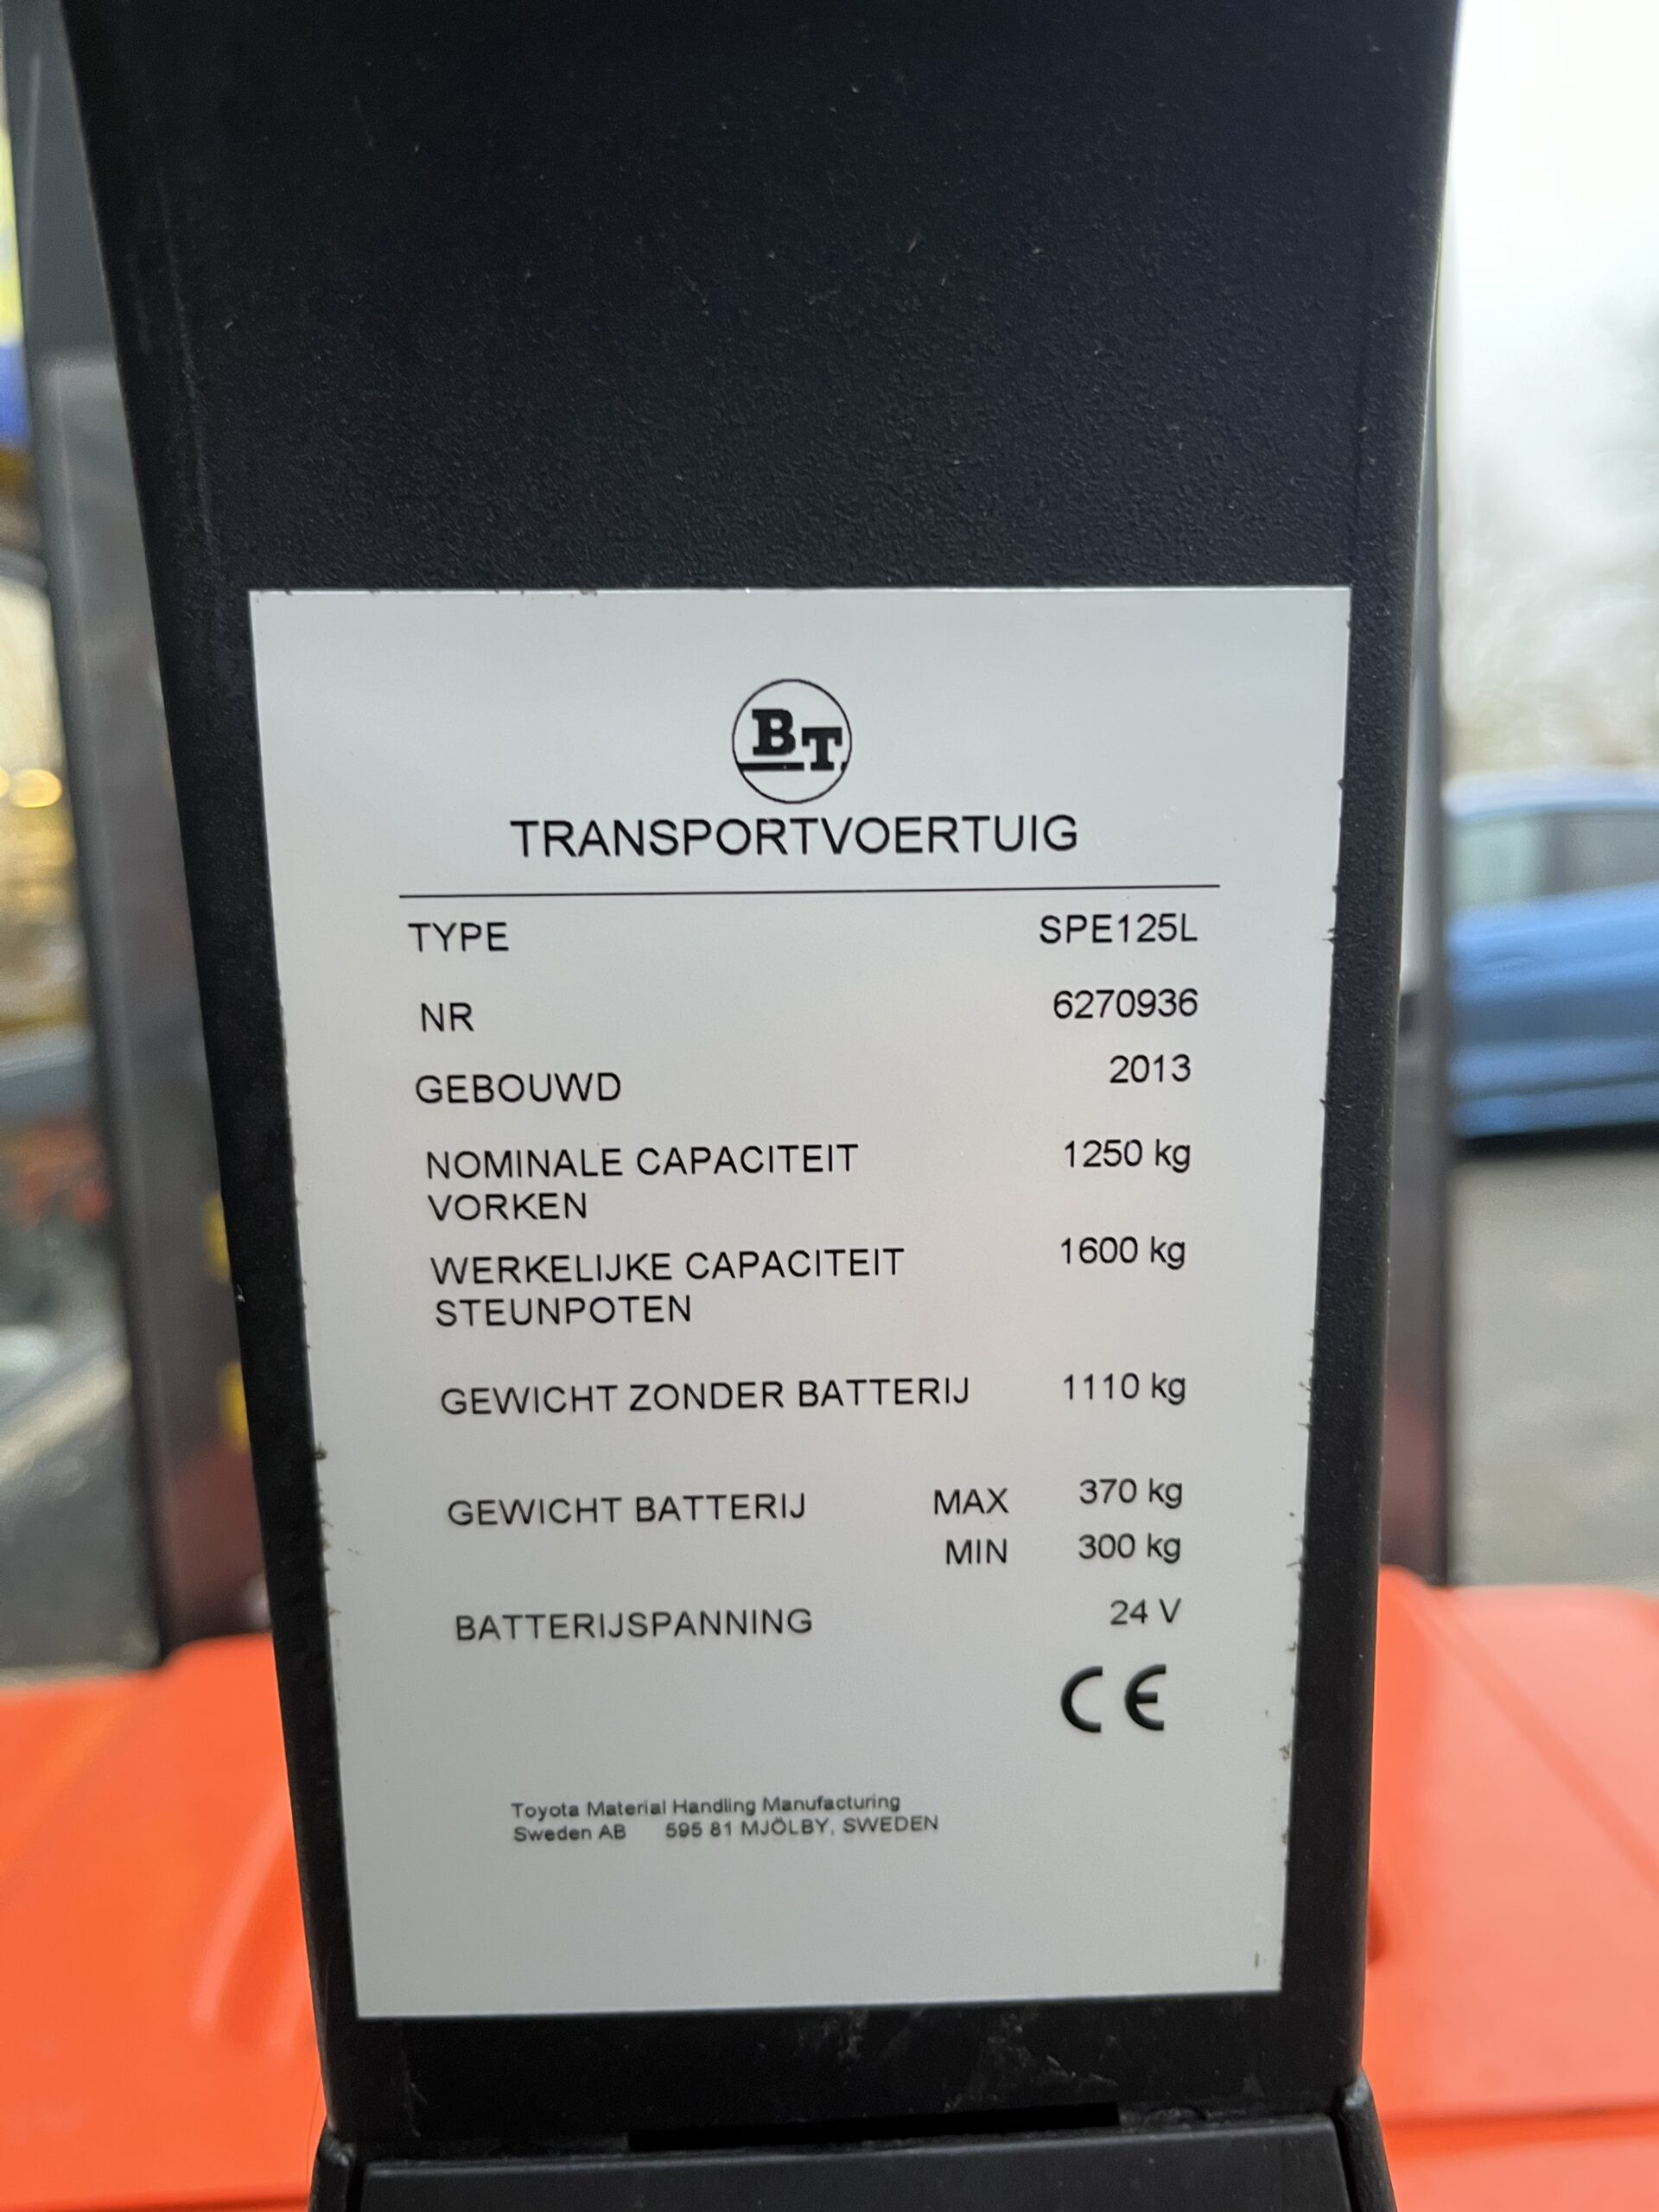 BT
TRANSPORTVOERTUIG
TYPE SPE125L
NR 6270936
GEBOUWD 2013
NOMINALE CAPACITEIT 1250 kg
VORKEN
WERKELIJKE CAPACITEIT 1600 kg
STEUNPOTEN
GEWICHT ZONDER BATTERIJ 1110 kg
GEWICHT BATTERIJ MAX 370 kg
MIN 300 kg
BATTERIJSPANNING 24 V
CE
Toyota Material Handling Manufacturing
Sweden AB 595 81 MJÖLBY, SWEDEN